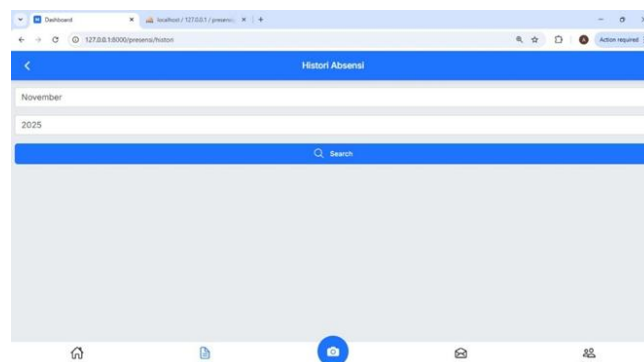 Dashboard
localhost / 127.0.0.1 / presensi
127.0.0.1:8000/presensi/histori
A
Action required
Histori Absensi
November
2025
Search